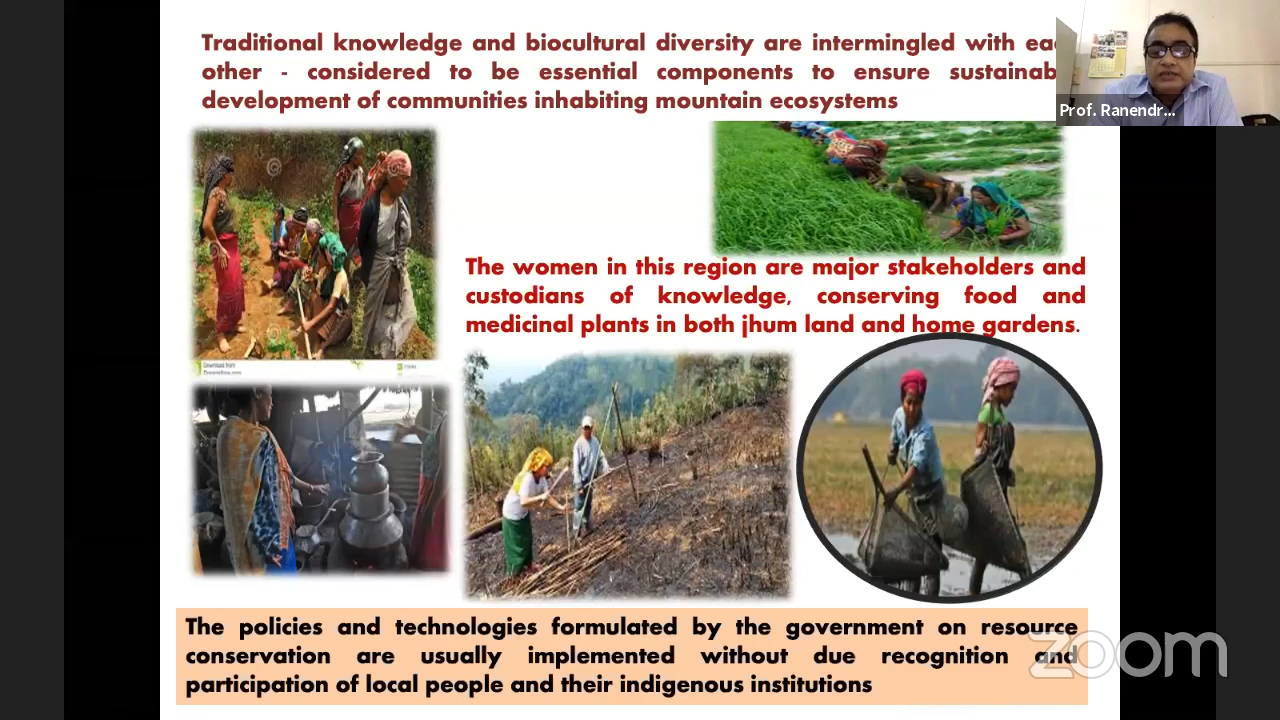 Traditional knowledge and biocultural diversity are intermingled with
other - considered to be essential components to ensure
development of communities inhabiting mountain ecosystems
Prof. Ranendr...
The women in this region are major stakeholders and
custodians of knowledge, conserving food and
medicinal plants in both jhum land and home gardens.
Download from
The policies and technologies formulated by the government on resource
conservation are usually implemented without due recognition and
participation of local people and their indigenous institutions
zoom